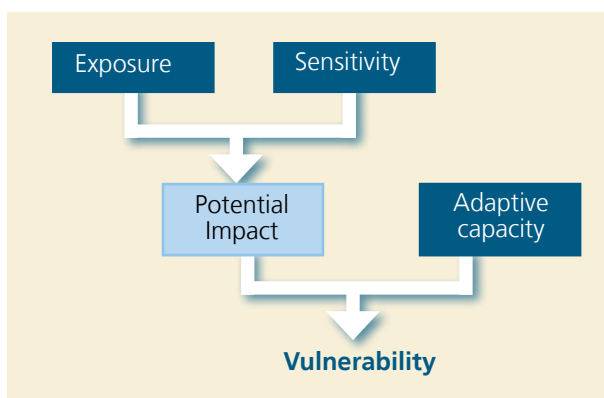 Exposure
Sensitivity
Potential
Impact
Adaptive
capacity
Vulnerability